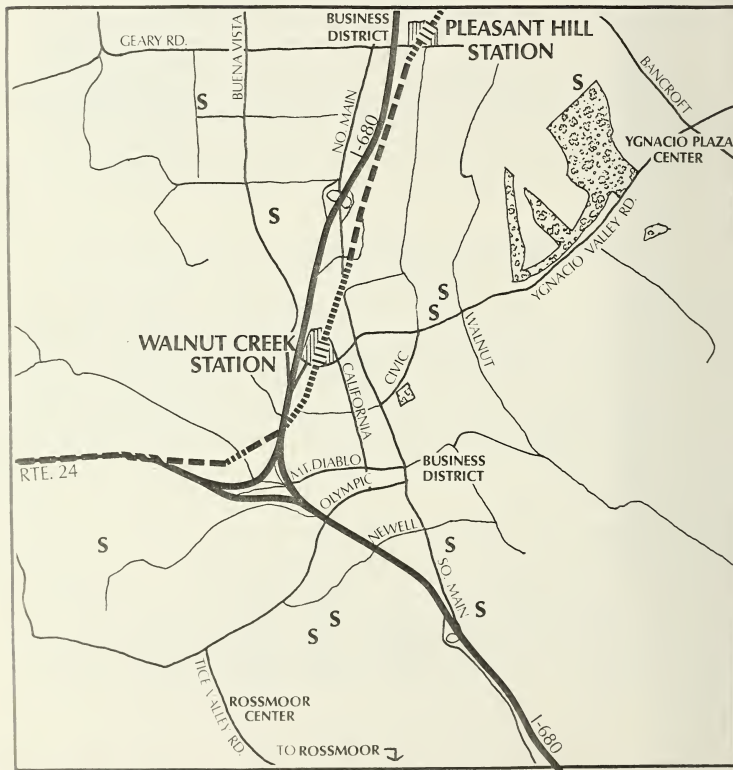 BUSINESS
DISTRICT
PLEASANT HILL
STATION
GEARY RD.
BUENA VISTA
NO. MAIN
I-680
BANCROFT
S
S
YGNACIO PLAZA
CENTER
S
YGNACIO VALLEY RD.
S
S
WALNUT CREEK
STATION
CALIFORNIA
CIVIC
WALNUT
RTE. 24
MT. DIABLO
OLYMPIC
BUSINESS
DISTRICT
NEWELL
S
S
SO. MAIN
S
S
S
TICE VALLEY RD.
ROSSMOOR
CENTER
TO ROSSMOOR
I-680